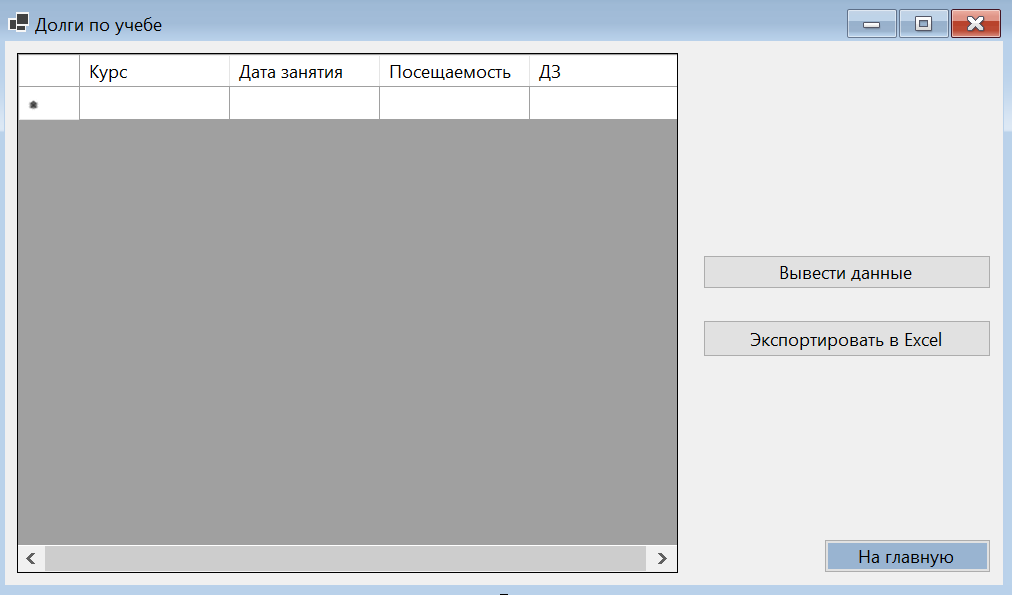 Долги по учебе
Курс Дата занятия Посещаемость ДЗ
Вывести данные
Экспортировать в Excel
На главную